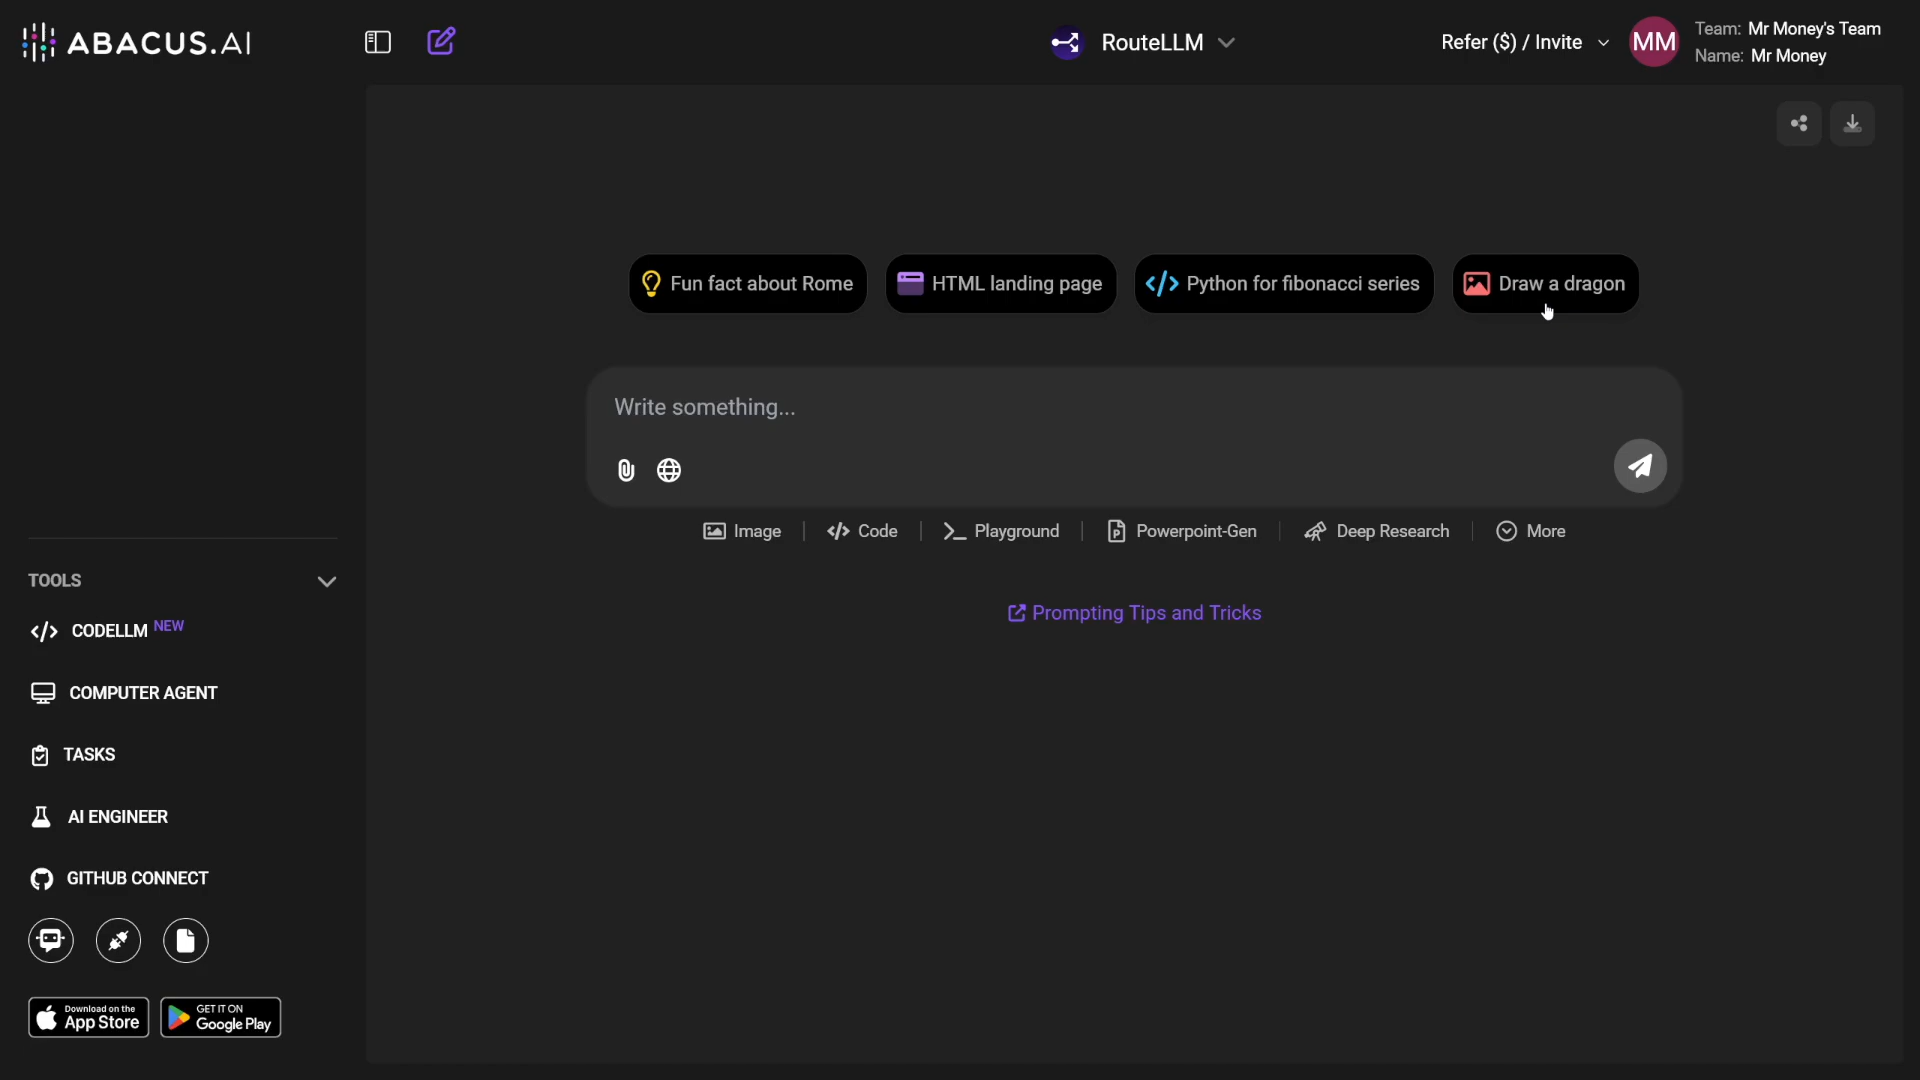 ABACUS.AI
RouteLLM
Refer ($) / Invite
MM
Team: Mr Money's Team
Name: Mr Money
Fun fact about Rome
HTML landing page
Python for fibonacci series
Draw a dragon
Write something...
Image
Code
Playground
Powerpoint-Gen
Deep Research
More
Prompting Tips and Tricks
TOOLS
CODELLM NEW
COMPUTER AGENT
TASKS
AI ENGINEER
GITHUB CONNECT
Download on the
App Store
GET IT ON
Google Play